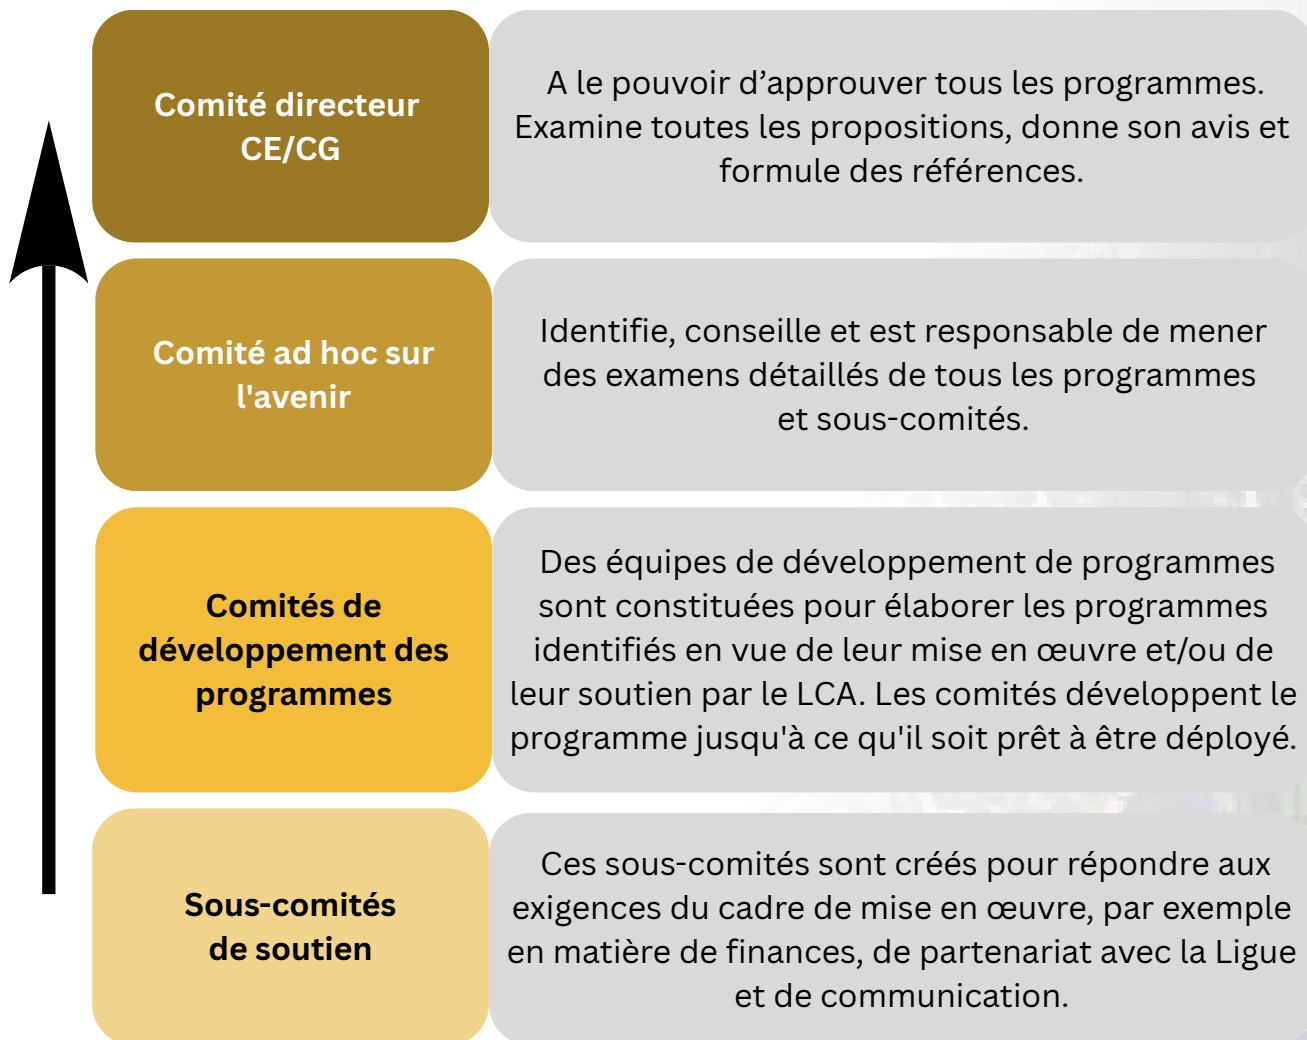 Comité directeur
CE/CG
A le pouvoir d’approuver tous les programmes.
Examine toutes les propositions, donne son avis et
formule des références.
Comité ad hoc sur
l'avenir
Identifie, conseille et est responsable de mener
des examens détaillés de tous les programmes
et sous-comités.
Comités de
développement des
programmes
Des équipes de développement de programmes
sont constituées pour élaborer les programmes
identifiés en vue de leur mise en œuvre et/ou de
leur soutien par le LCA. Les comités développent le
programme jusqu'à ce qu'il soit prêt à être déployé.
Sous-comités
de soutien
Ces sous-comités sont créés pour répondre aux
exigences du cadre de mise en œuvre, par exemple
en matière de finances, de partenariat avec la Ligue
et de communication.